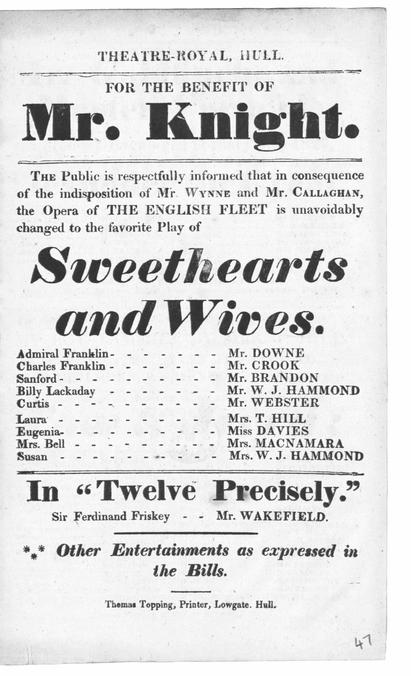 THEATRE-ROYAL, HULL.
FOR THE BENEFIT OF
Mr. Knight.
THE Public is respectfully informed that in consequence
of the indisposition of Mr. WYNNE and Mr. CALLAGHAN,
the Opera of THE ENGLISH FLEET is unavoidably
changed to the favorite Play of
Sweethearts
and Wives.
Admiral Franklin - - - - - - - Mr. DOWNE
Charles Franklin - - - - - - - Mr. CROOK
Sanford - - - - - - - - - - Mr. BRANDON
Billy Lackaday - - - - - - - - Mr. W. J. HAMMOND
Curtis - - - - - - - - - - Mr. WEBSTER
Laura - - - - - - - - - - Mrs. T. HILL
Eugenia - - - - - - - - - - Miss DAVIES
Mrs. Bell - - - - - - - - - Mrs. MACNAMARA
Susan - - - - - - - - - - Mrs. W. J. HAMMOND
In "Twelve Precisely."
Sir Ferdinand Friskey - - Mr. WAKEFIELD.
*** Other Entertainments as expressed in
the Bills.
Thomas Topping, Printer, Lowgate. Hull.
47